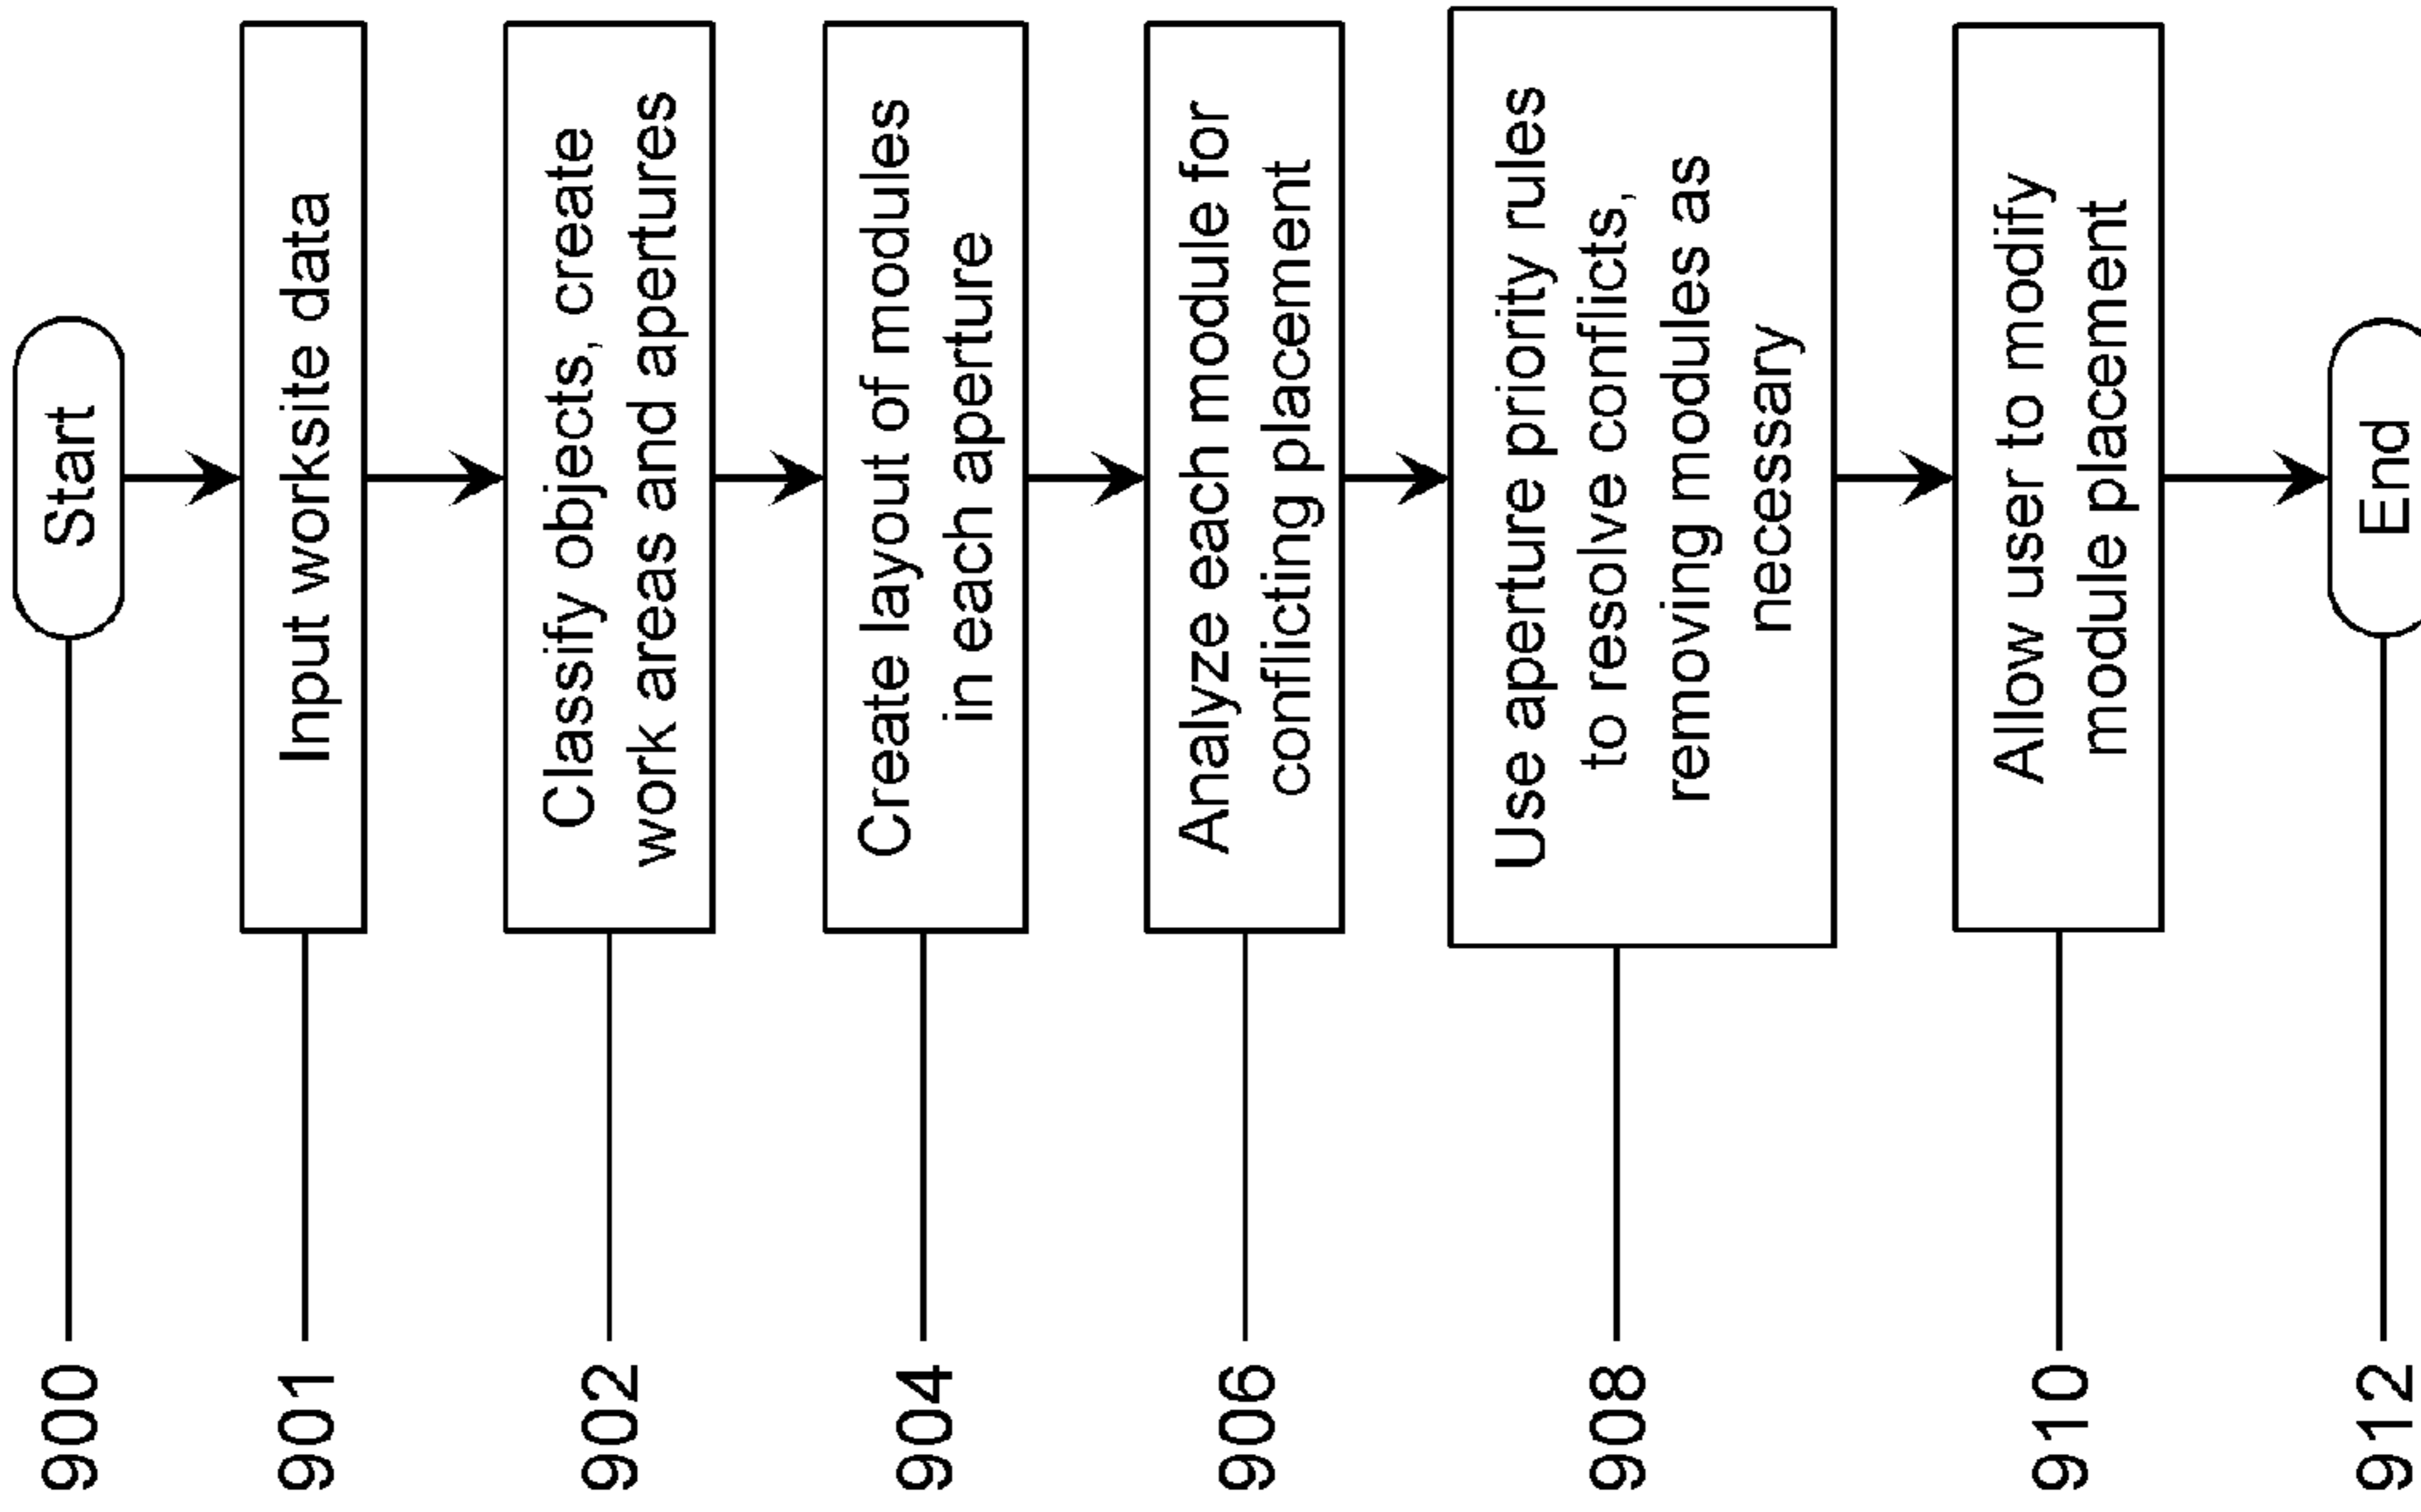 900
Start
901
Input worksite data
902
Classify objects, create
work areas and apertures
904
Create layout of modules
in each aperture
906
Analyze each module for
conflicting placement
908
Use aperture priority rules
to resolve conflicts,
removing modules as
necessary
910
Allow user to modify
module placement
912
End